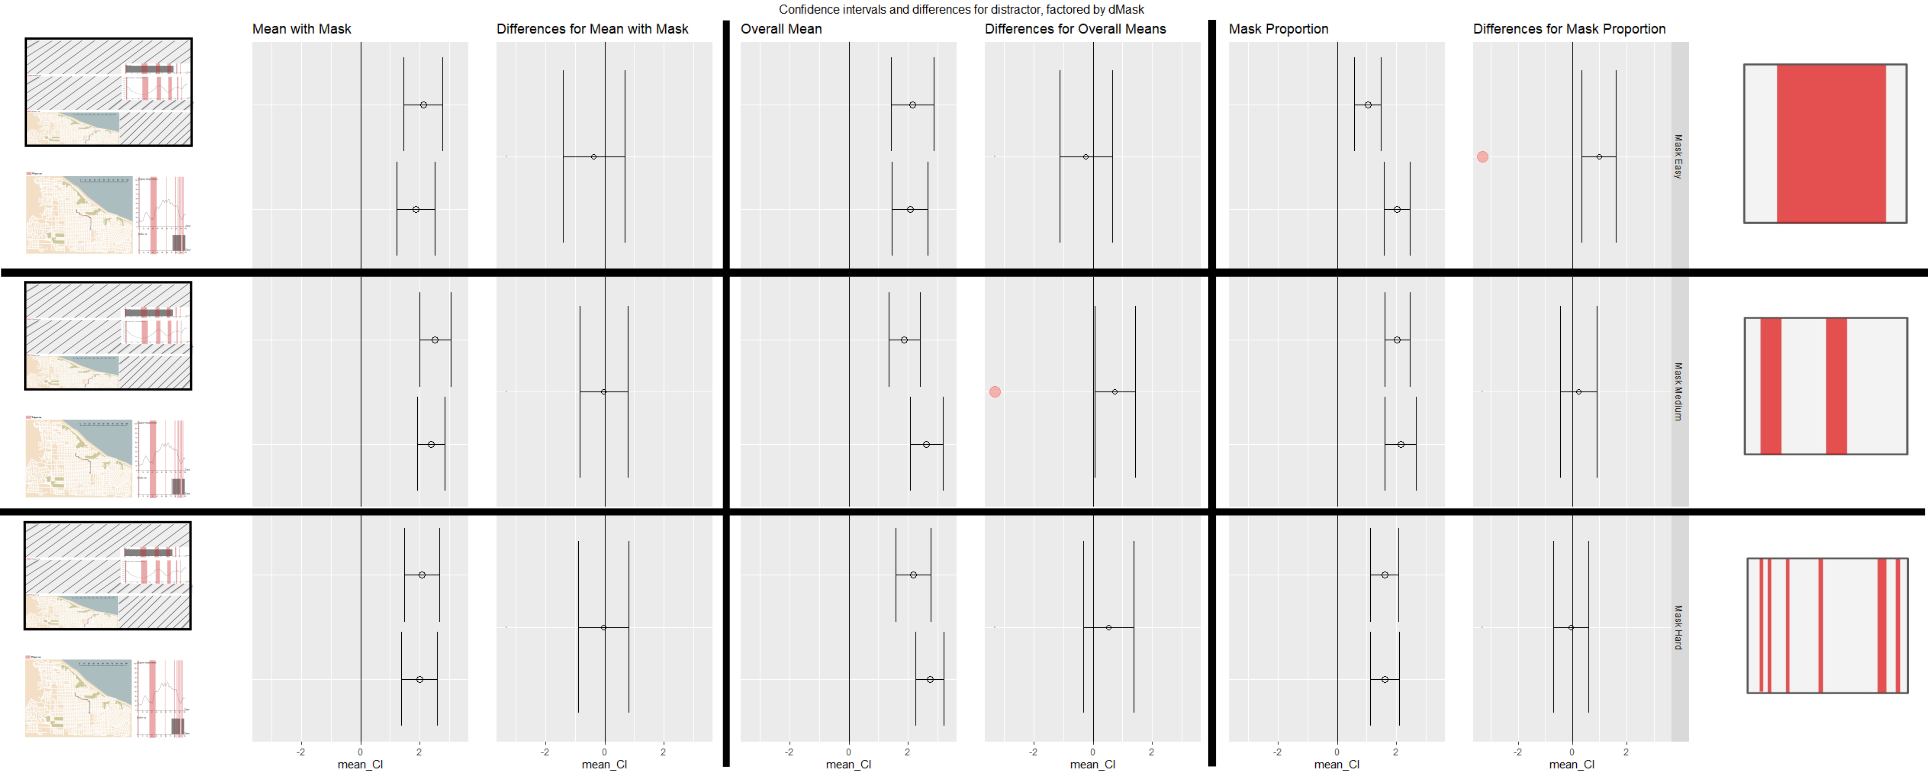 Confidence intervals and differences for distractor, factored by dMask
Mean with Mask
Differences for Mean with Mask
Overall Mean
Differences for Overall Means
Mask Proportion
Differences for Mask Proportion
Mask Easy
Mask Medium
Mask Hard
-2 0 2
-2 0 2
-2 0 2
-2 0 2
-2 0 2
-2 0 2
mean_CI
mean_CI
mean_CI
mean_CI
mean_CI
mean_CI